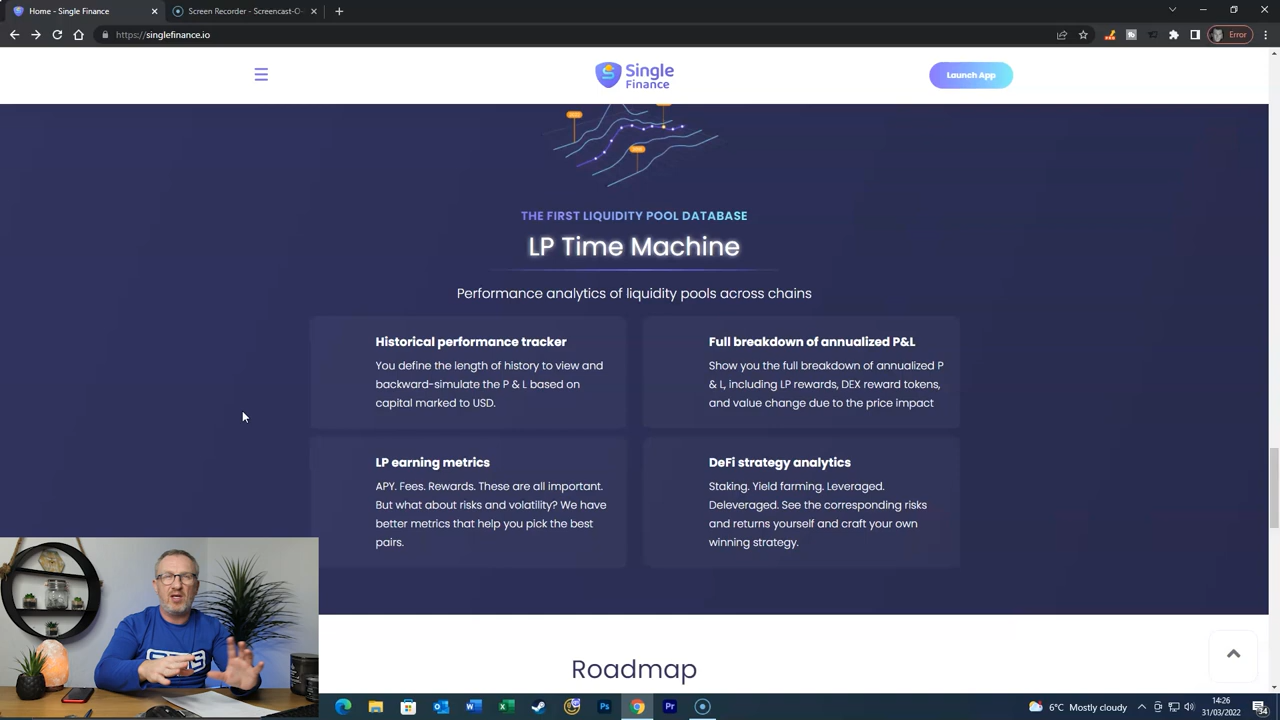 Home - Single Finance
Screen Recorder - Screencast-O-
https://singlefinance.io
Error
Single
Finance
Launch App
THE FIRST LIQUIDITY POOL DATABASE
LP Time Machine
Performance analytics of liquidity pools across chains
Historical performance tracker
You define the length of history to view and
backward-simulate the P & L based on
capital marked to USD.
Full breakdown of annualized P&L
Show you the full breakdown of annualized P
& L, including LP rewards, DEX reward tokens,
and value change due to the price impact
LP earning metrics
APY. Fees. Rewards. These are all important.
But what about risks and volatility? We have
better metrics that help you pick the best
pairs.
DeFi strategy analytics
Staking. Yield farming. Leveraged.
Deleveraged. See the corresponding risks
and returns yourself and craft your own
winning strategy.
Roadmap
6°C Mostly cloudy
14:26
31/03/2022